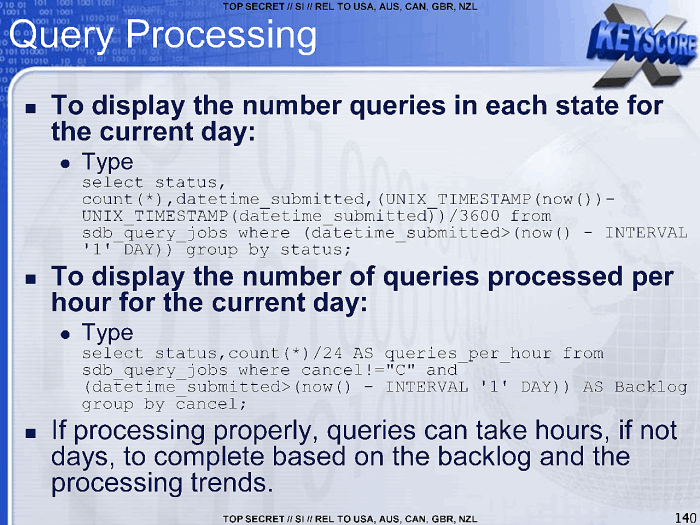 TOP SECRET // SI // REL TO USA, AUS, CAN, GBR, NZL
Query Processing
X KEYSCORE
To display the number queries in each state for
the current day:
Type
select status,
count(*),datetime_submitted,(UNIX_TIMESTAMP(now())-
UNIX_TIMESTAMP(datetime_submitted))/3600 from
sdb_query_jobs where (datetime_submitted>(now() - INTERVAL
'1' DAY)) group by status;
To display the number of queries processed per
hour for the current day:
Type
select status,count(*)/24 AS queries_per_hour from
sdb_query_jobs where cancel!="C" and
(datetime_submitted>(now() - INTERVAL '1' DAY)) AS Backlog
group by cancel;
If processing properly, queries can take hours, if not
days, to complete based on the backlog and the
processing trends.
TOP SECRET // SI // REL TO USA, AUS, CAN, GBR, NZL
140